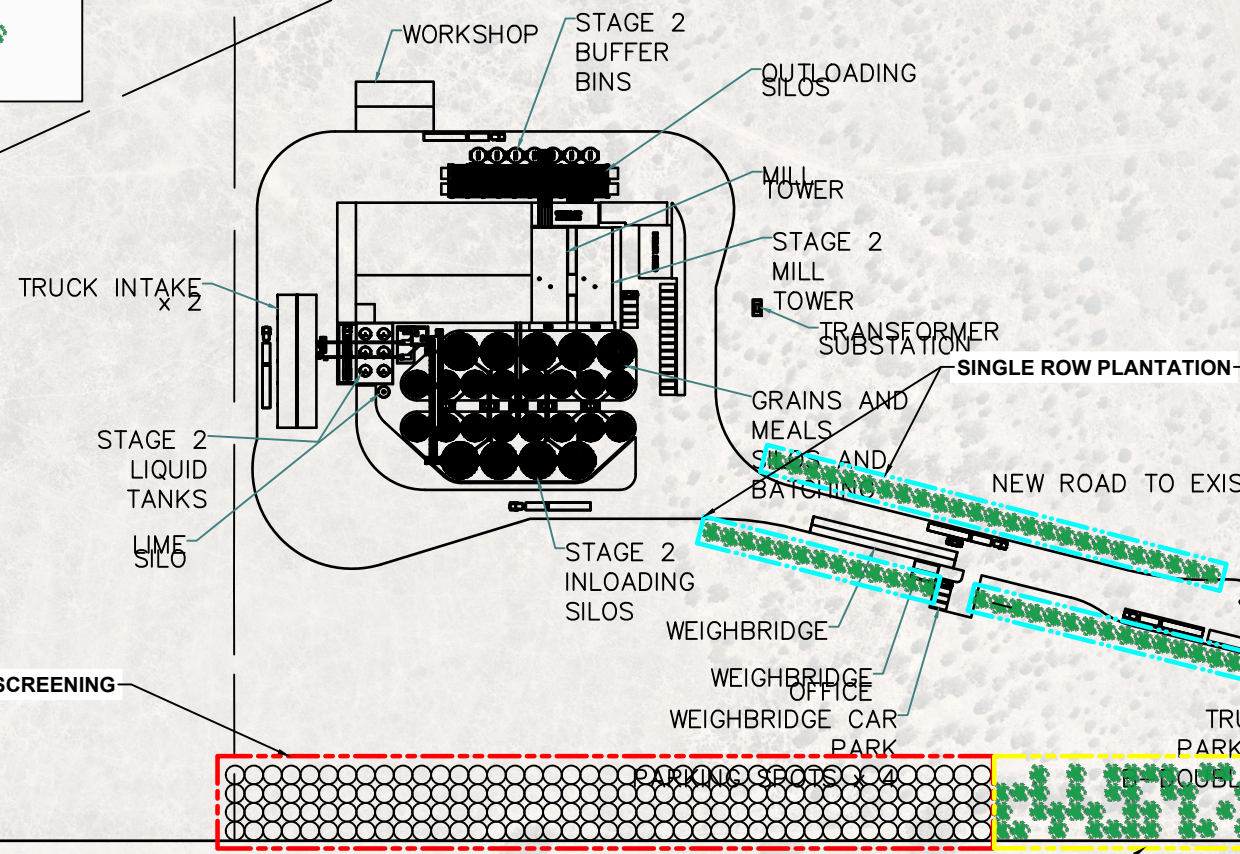 WORKSHOP
STAGE 2
BUFFER
BINS
OUTLOADING
SILOS
MILL
TOWER
STAGE 2
MILL
TOWER
TRUCK INTAKE
x 2
TRANSFORMER
SUBSTATION
SINGLE ROW PLANTATION
GRAINS AND
MEALS
SILOS AND
BATCHING
STAGE 2
LIQUID
TANKS
NEW ROAD TO EXIS
LIME
SILO
STAGE 2
INLOADING
SILOS
WEIGHBRIDGE
WEIGHBRIDGE
OFFICE
SCREENING
WEIGHBRIDGE CAR
PARK
PARKING SPOTS x 4
TRU
PARK
B-DOUBL